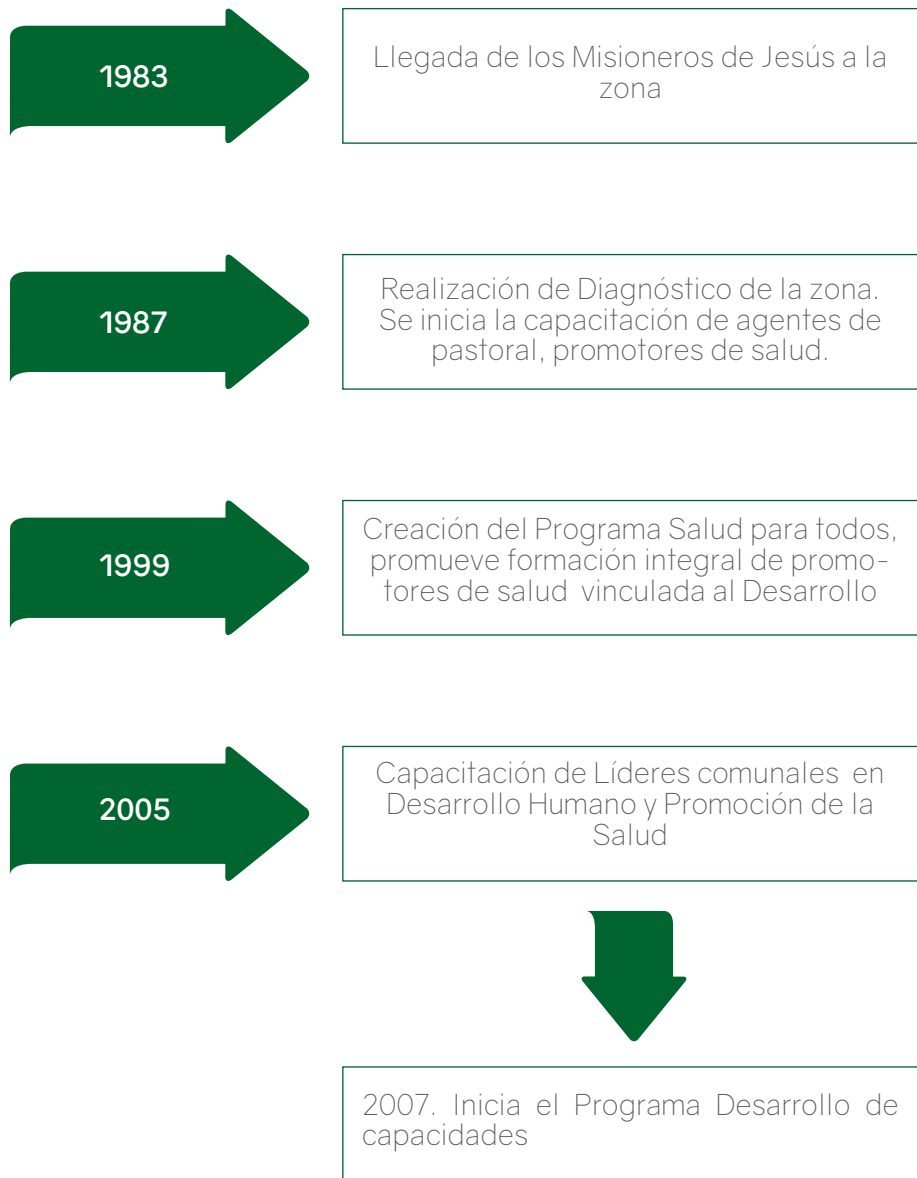 1983
Llegada de los Misioneros de Jesús a la
zona
1987
Realización de Diagnóstico de la zona.
Se inicia la capacitación de agentes de
pastoral, promotores de salud.
1999
Creación del Programa Salud para todos,
promueve formación integral de promo-
tores de salud vinculada al Desarrollo
2005
Capacitación de Líderes comunales en
Desarrollo Humano y Promoción de la
Salud
2007. Inicia el Programa Desarrollo de
capacidades